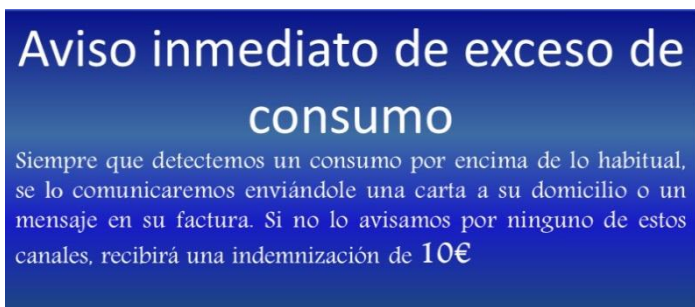 Aviso inmediato de exceso de
consumo
Siempre que detectemos un consumo por encima de lo habitual,
se lo comunicaremos enviándole una carta a su domicilio o un
mensaje en su factura. Si no lo avisamos por ninguno de estos
canales, recibirá una indemnización de 10€